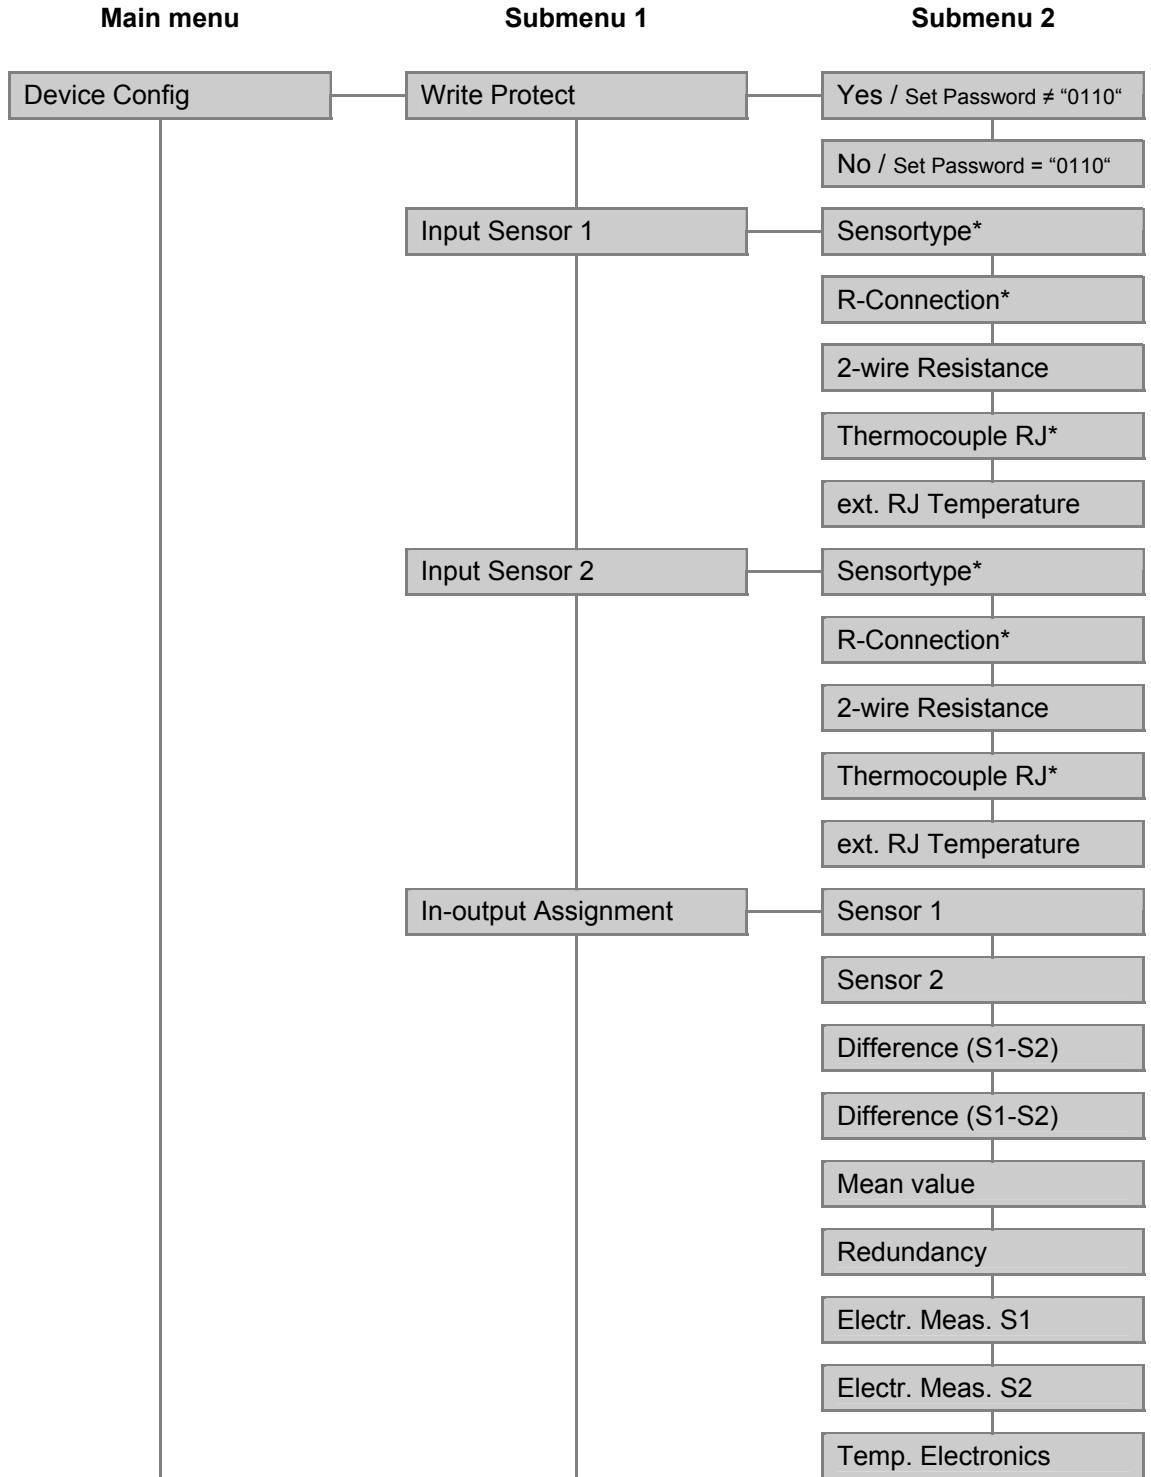 Main menu Submenu 1 Submenu 2
Device Config Write Protect Yes / Set Password ≠ “0110“
No / Set Password = “0110“
Input Sensor 1 Sensortype*
R-Connection*
2-wire Resistance
Thermocouple RJ*
ext. RJ Temperature
Input Sensor 2 Sensortype*
R-Connection*
2-wire Resistance
Thermocouple RJ*
ext. RJ Temperature
In-output Assignment Sensor 1
Sensor 2
Difference (S1-S2)
Difference (S1-S2)
Mean value
Redundancy
Electr. Meas. S1
Electr. Meas. S2
Temp. Electronics